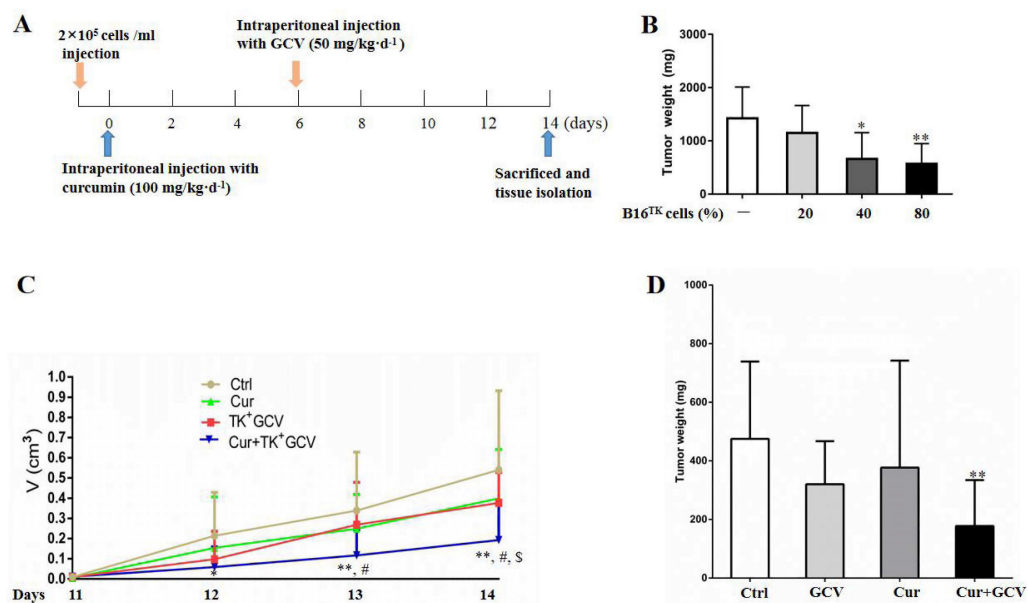 A
2×10⁵ cells /ml
injection
Intraperitoneal injection
with GCV (50 mg/kg·d⁻¹)
0 2 4 6 8 10 12 14 (days)
Intraperitoneal injection with
curcumin (100 mg/kg·d⁻¹)
Sacrificed and
tissue isolation
B
Tumor weight (mg)
3000
2000
1000
0
*
**
B16ᵀᴷ cells (%) — 20 40 80
C
V (cm³)
1.0
0.9
0.8
0.7
0.6
0.5
0.4
0.3
0.2
0.1
0.0
Ctrl
Cur
TK⁺GCV
Cur+TK⁺GCV
*
**, #
**, #, $
Days 11 12 13 14
D
Tumor weight (mg)
1000
800
600
400
200
0
**
Ctrl GCV Cur Cur+GCV